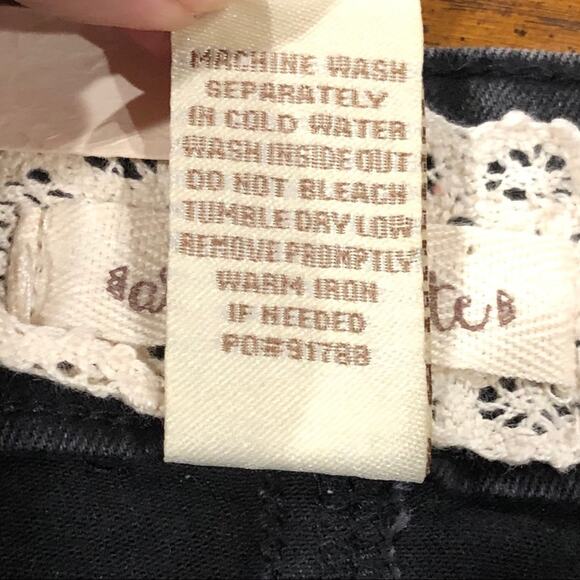 MACHINE WASH
SEPARATELY
IN COLD WATER
WASH INSIDE OUT
DO NOT BLEACH
TUMBLE DRY LOW
REMOVE PROMPTLY
WARM IRON
IF NEEDED
PO#91788